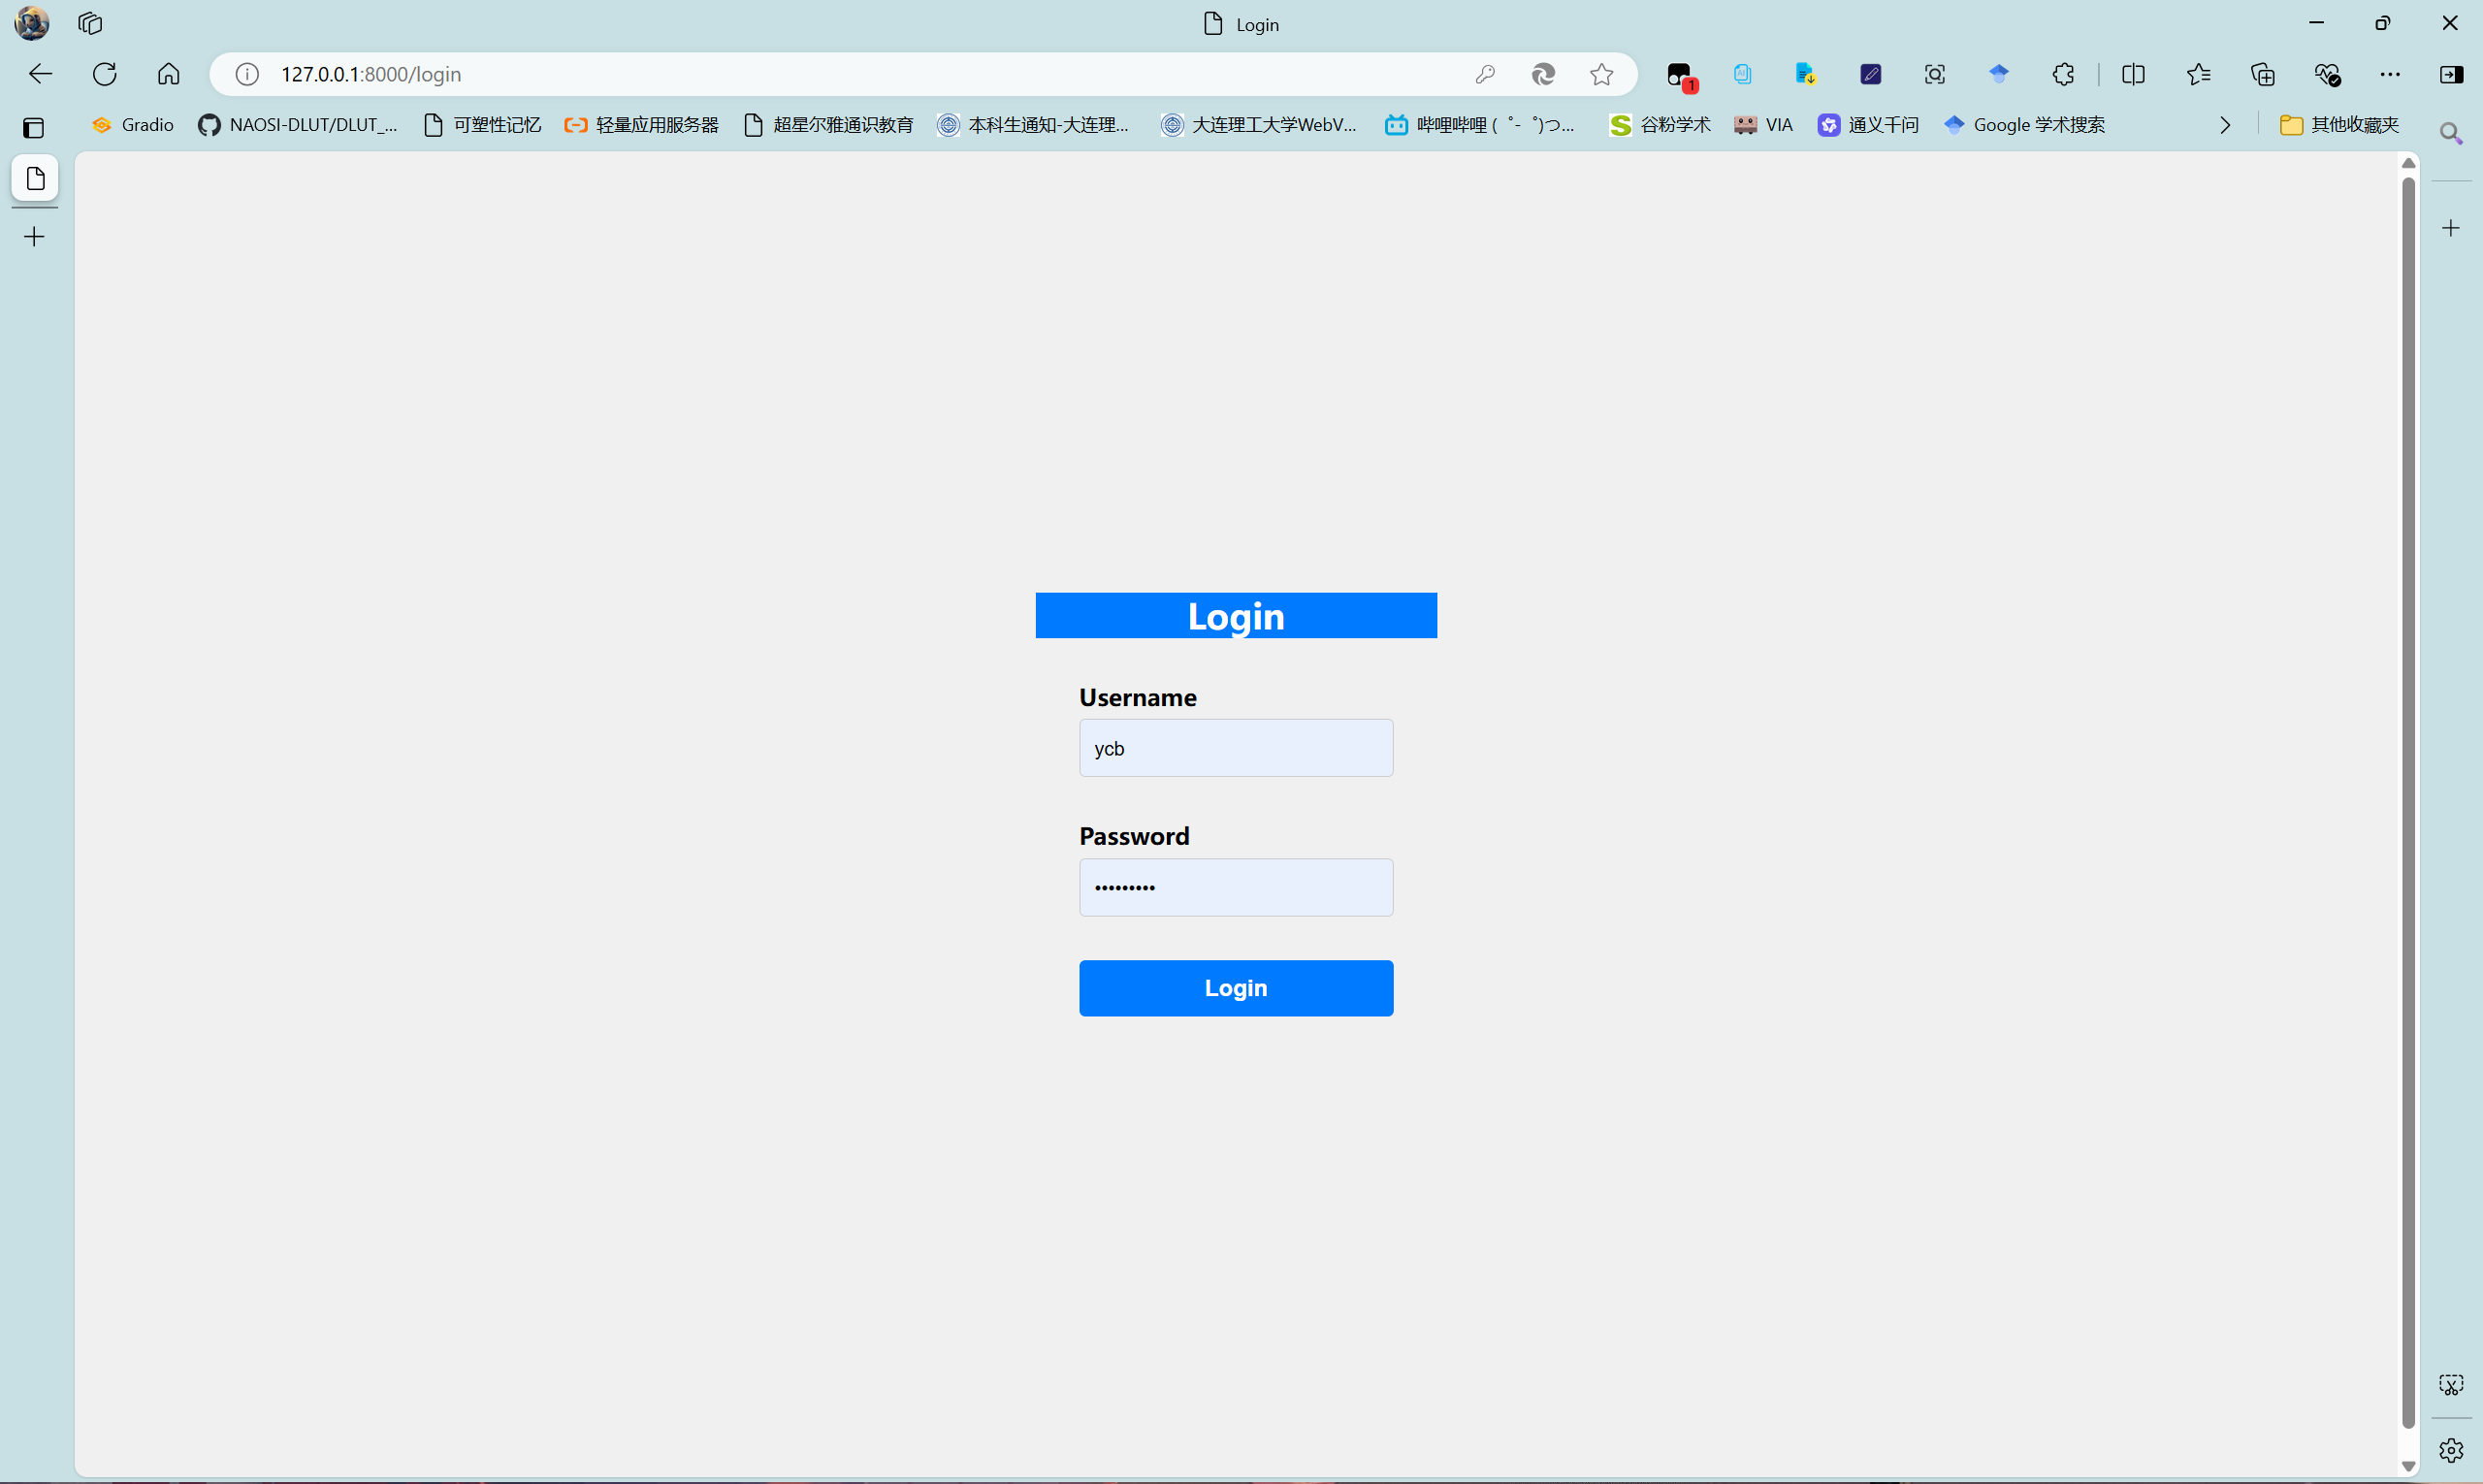 Login
127.0.0.1:8000/login
1
Gradio
NAOSI-DLUT/DLUT_...
可塑性记忆
轻量应用服务器
超星尔雅通识教育
本科生通知-大连理...
大连理工大学WebV...
哔哩哔哩 (゜-゜)つ...
谷粉学术
VIA
通义千问
Google 学术搜索
其他收藏夹
Login
Username
ycb
Password
•••••••••
Login